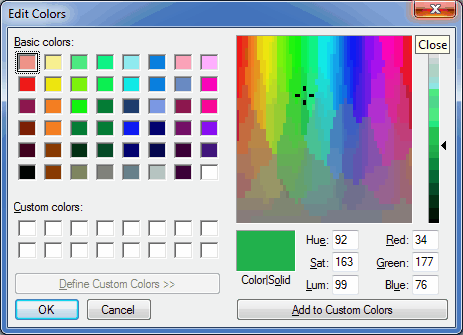 Edit Colors
Close
Basic colors:
Custom colors:
Define Custom Colors >>
OK
Cancel
Color|Solid
Hue: 92
Sat: 163
Lum: 99
Red: 34
Green: 177
Blue: 76
Add to Custom Colors